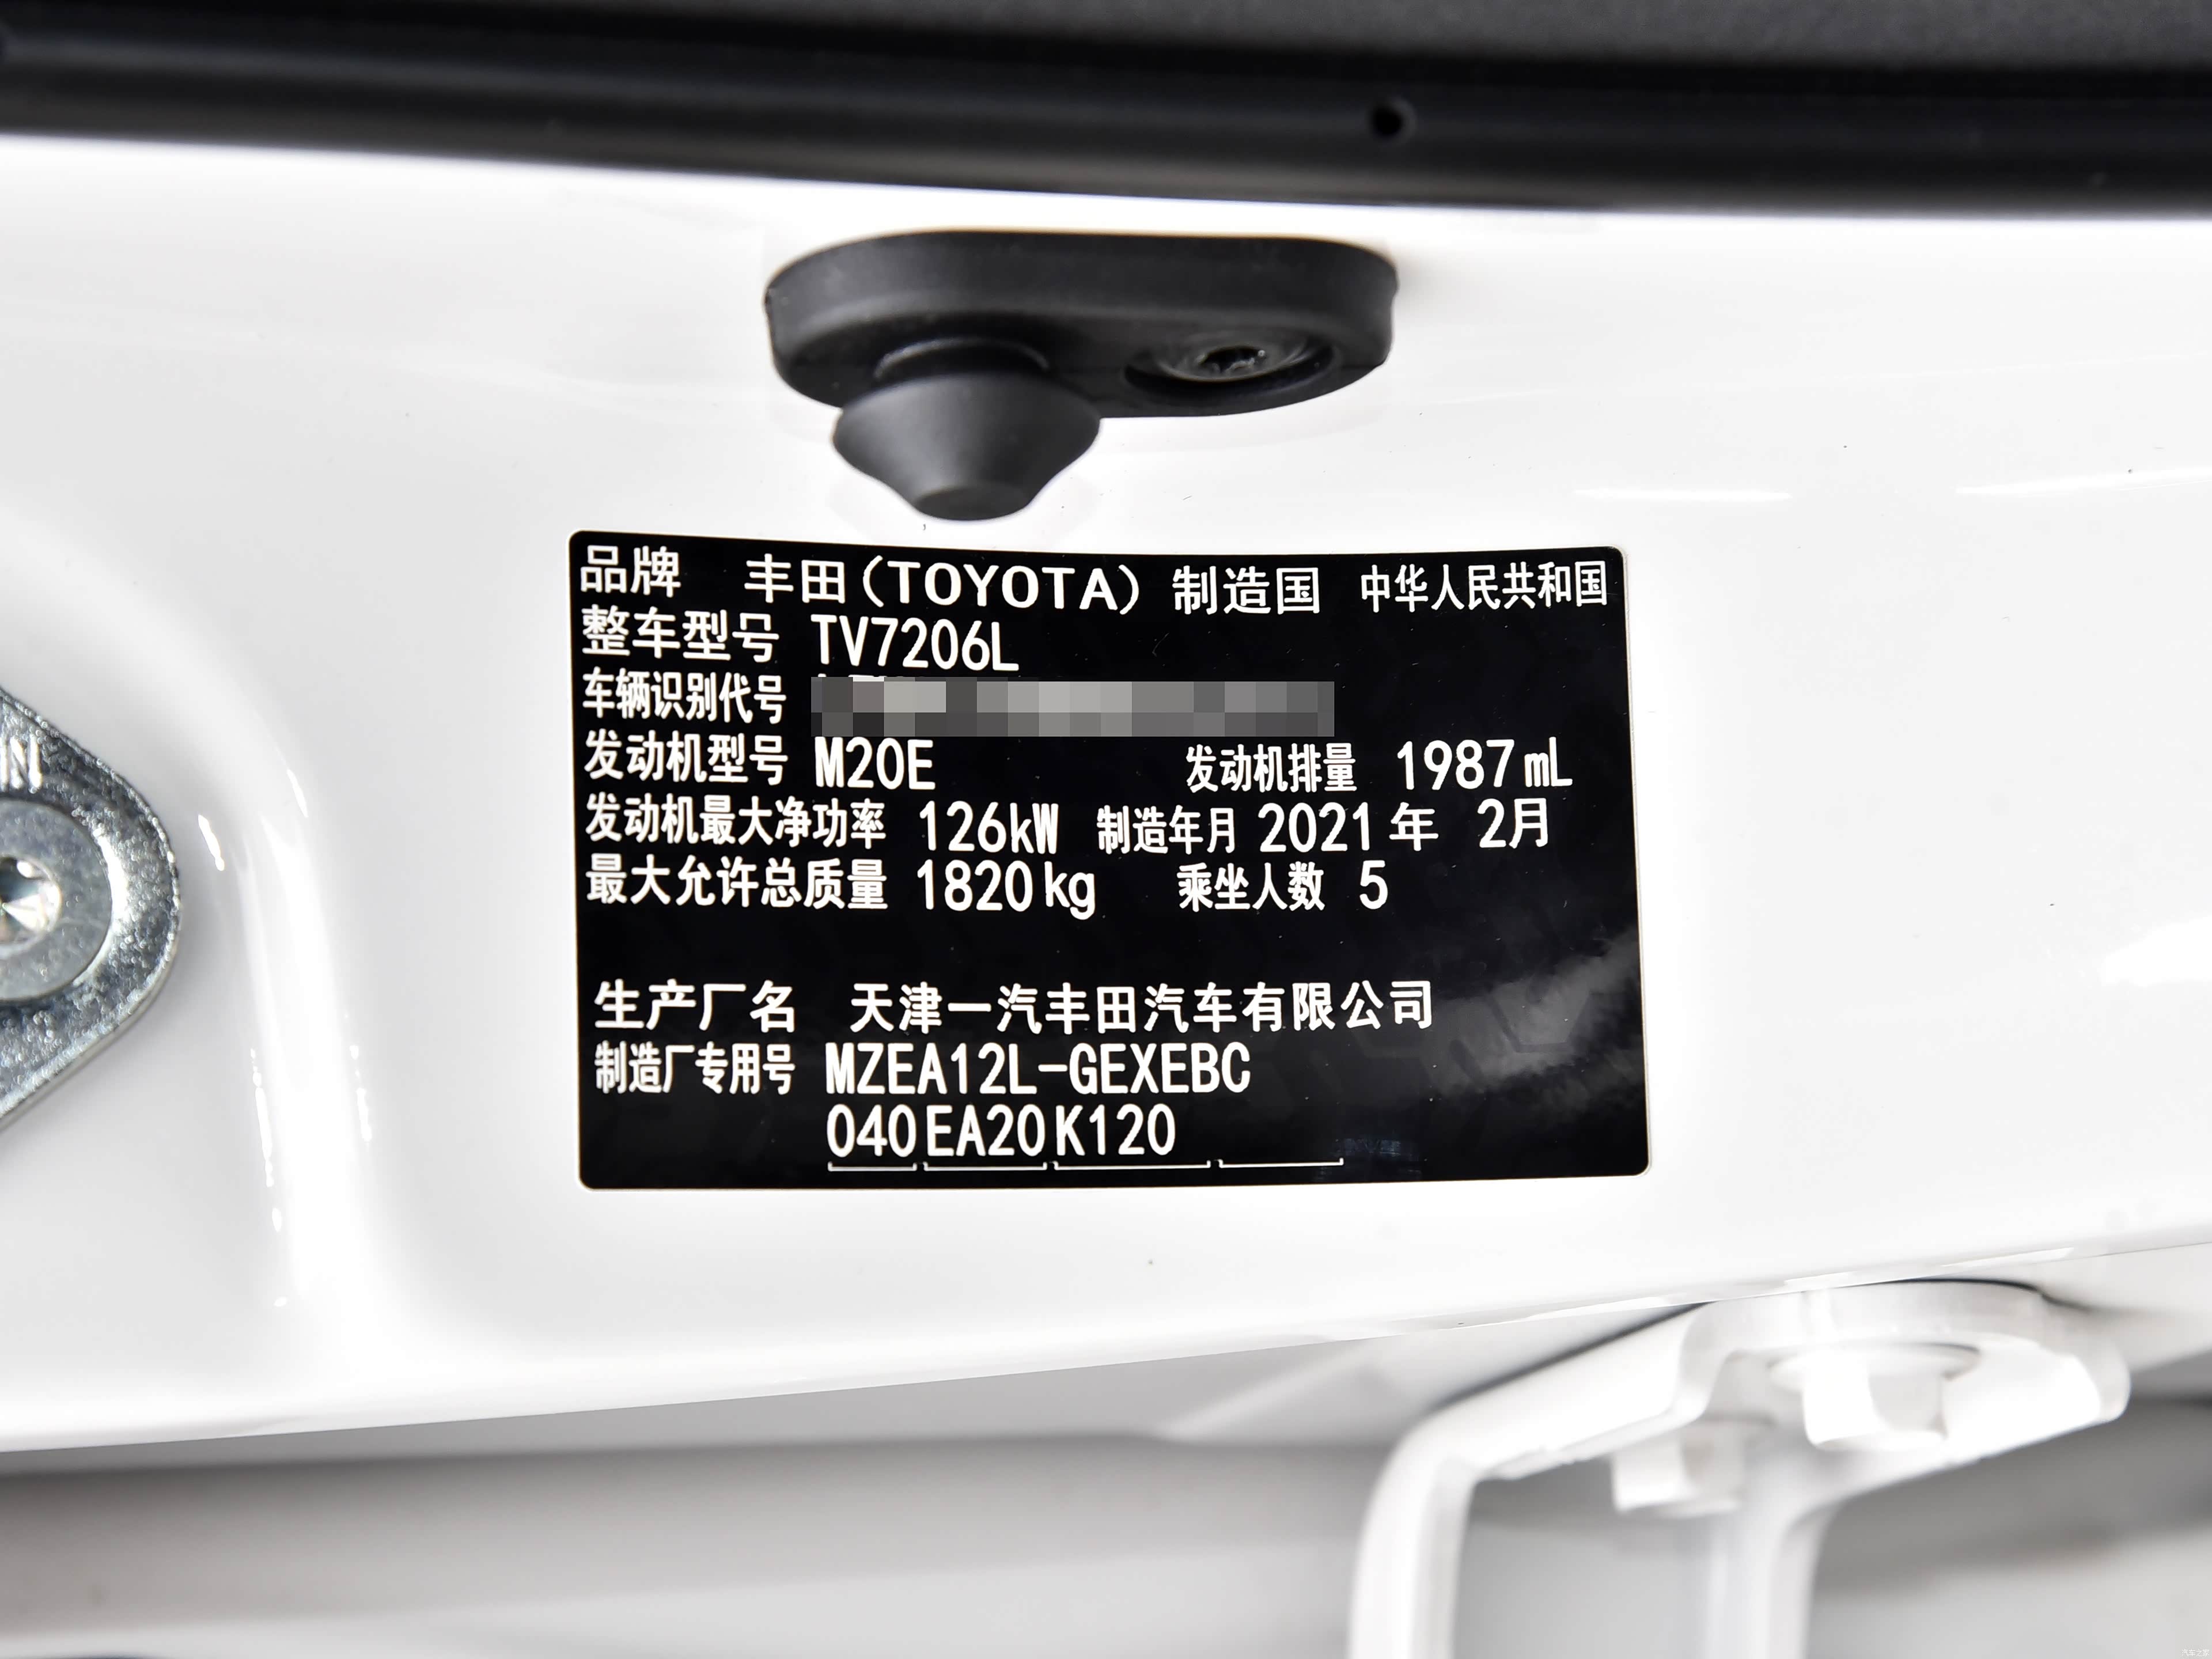 品牌 丰田(TOYOTA) 制造国 中华人民共和国
整车型号 TV7206L
车辆识别代号
发动机型号 M20E 发动机排量 1987mL
发动机最大净功率 126kW 制造年月 2021年 2月
最大允许总质量 1820kg 乘坐人数 5
生产厂名 天津一汽丰田汽车有限公司
制造厂专用号 MZEA12L-GEXEBC
040 EA20 K120
IN
汽车之家